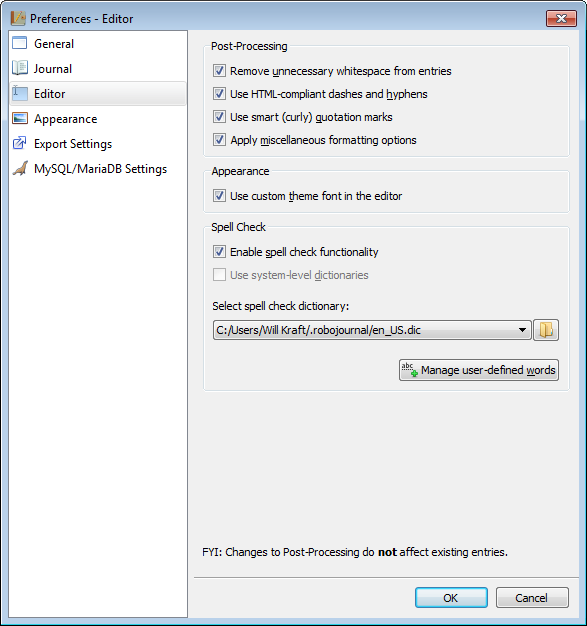 Preferences - Editor
General
Journal
Editor
Appearance
Export Settings
MySQL/MariaDB Settings
Post-Processing
Remove unnecessary whitespace from entries
Use HTML-compliant dashes and hyphens
Use smart (curly) quotation marks
Apply miscellaneous formatting options
Appearance
Use custom theme font in the editor
Spell Check
Enable spell check functionality
Use system-level dictionaries
Select spell check dictionary:
C:/Users/Will Kraft/.robojournal/en_US.dic
abc Manage user-defined words
FYI: Changes to Post-Processing do not affect existing entries.
OK Cancel